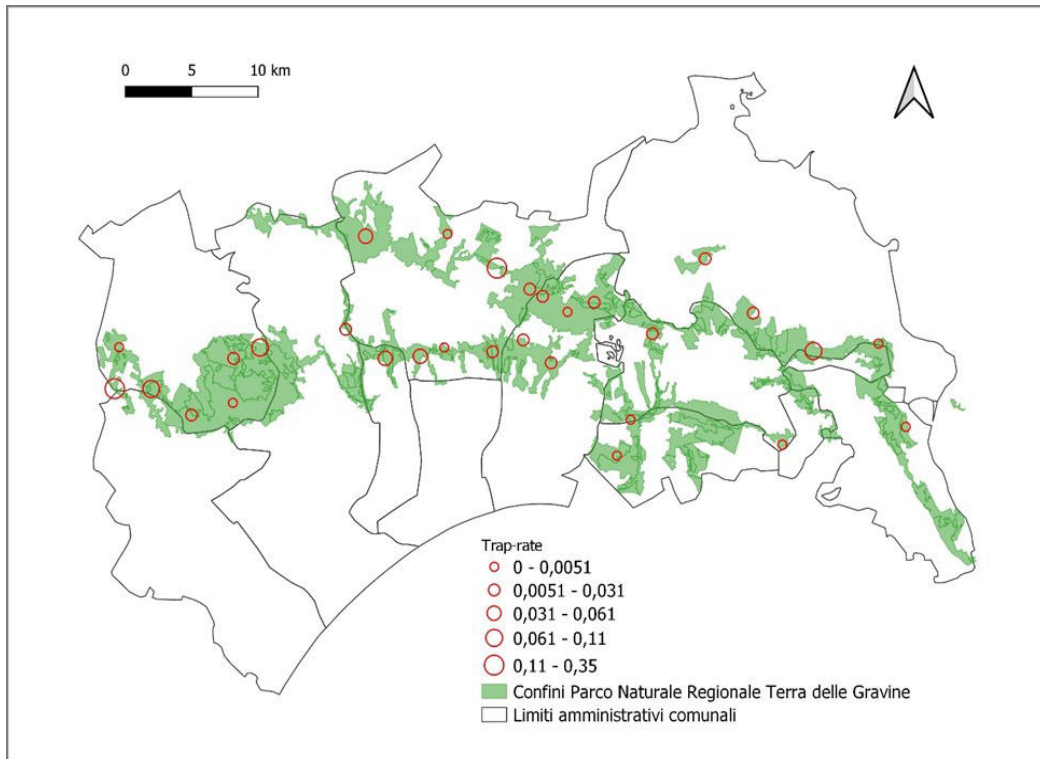 0 5 10 km
Trap-rate
0 - 0,0051
0,0051 - 0,031
0,031 - 0,061
0,061 - 0,11
0,11 - 0,35
Confini Parco Naturale Regionale Terra delle Gravine
Limiti amministrativi comunali